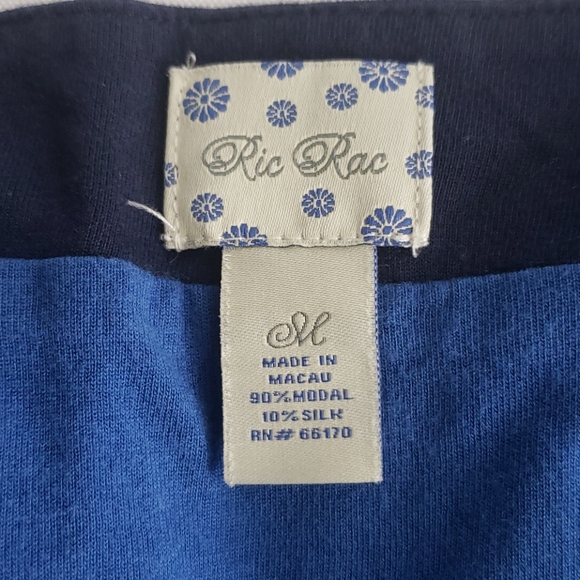 Ric Rac
M
MADE IN
MACAU
90%MODAL
10%SILK
RN# 66170